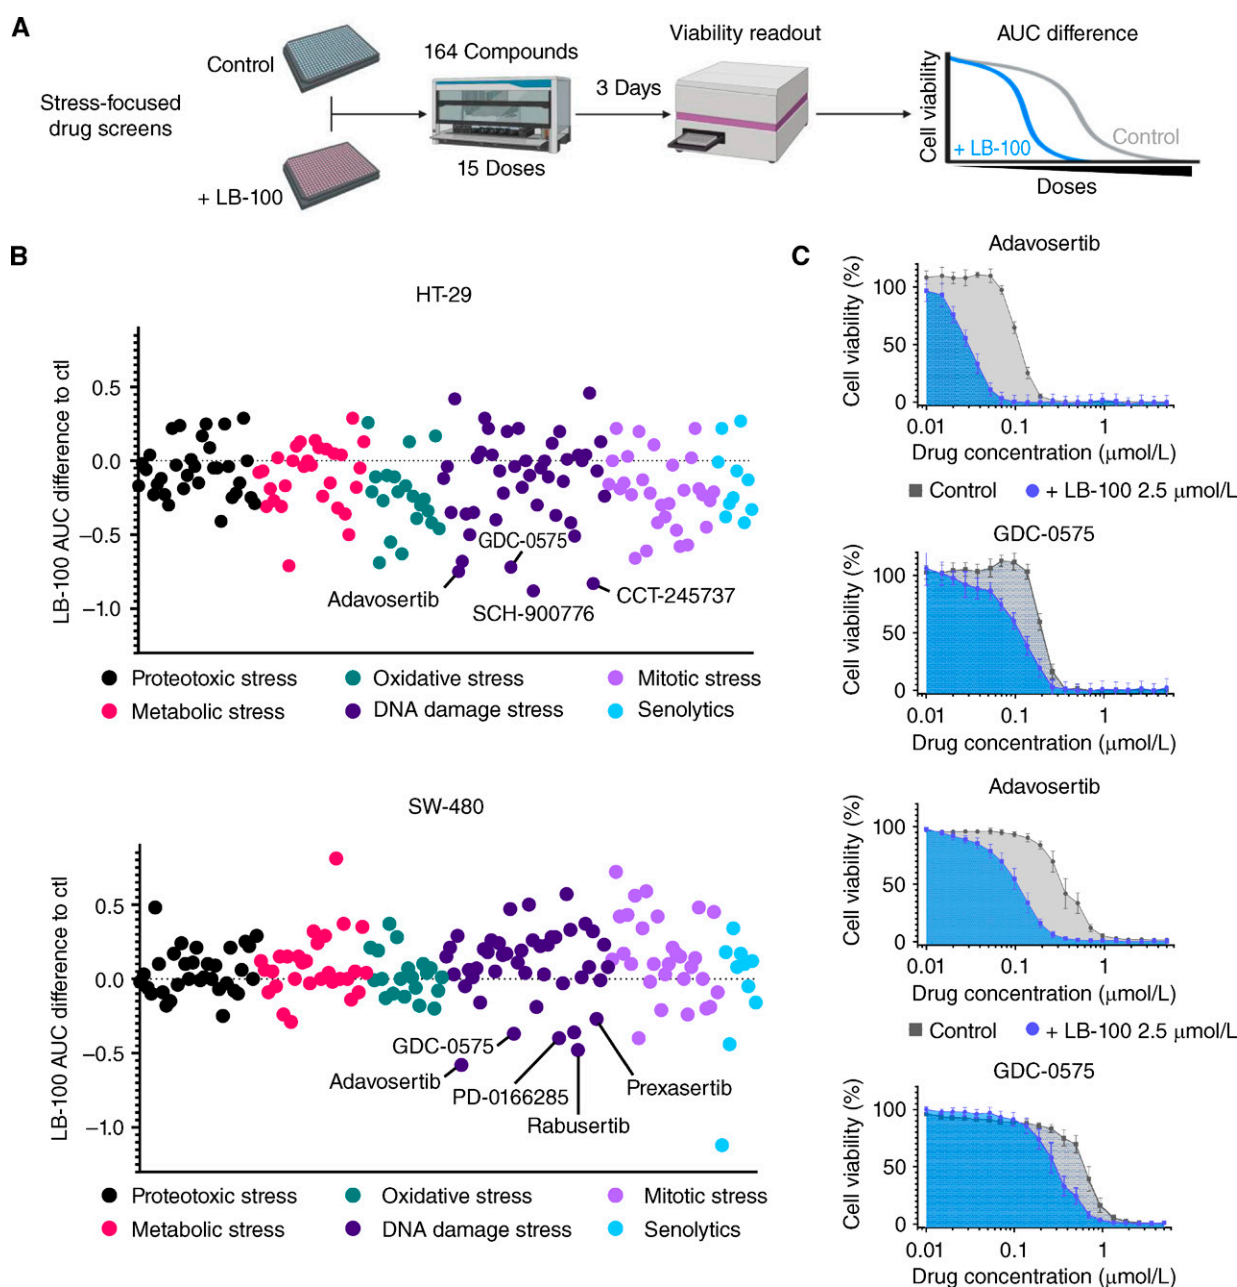 A
Stress-focused
drug screens
Control
+ LB-100
164 Compounds
15 Doses
3 Days
Viability readout
AUC difference
Cell viability
Control
+ LB-100
Doses
B
HT-29
LB-100 AUC difference to ctl
0.5
0.0
−0.5
−1.0
GDC-0575
Adavosertib
SCH-900776
CCT-245737
Proteotoxic stress
Oxidative stress
Mitotic stress
Metabolic stress
DNA damage stress
Senolytics
SW-480
LB-100 AUC difference to ctl
0.5
0.0
−0.5
−1.0
GDC-0575
Adavosertib
PD-0166285
Rabusertib
Prexasertib
Proteotoxic stress
Oxidative stress
Mitotic stress
Metabolic stress
DNA damage stress
Senolytics
C
Adavosertib
Cell viability (%)
100
50
0
0.01 0.1 1
Drug concentration (μmol/L)
Control + LB-100 2.5 μmol/L
GDC-0575
Cell viability (%)
100
50
0
0.01 0.1 1
Drug concentration (μmol/L)
Adavosertib
Cell viability (%)
100
50
0
0.01 0.1 1
Drug concentration (μmol/L)
Control + LB-100 2.5 μmol/L
GDC-0575
Cell viability (%)
100
50
0
0.01 0.1 1
Drug concentration (μmol/L)